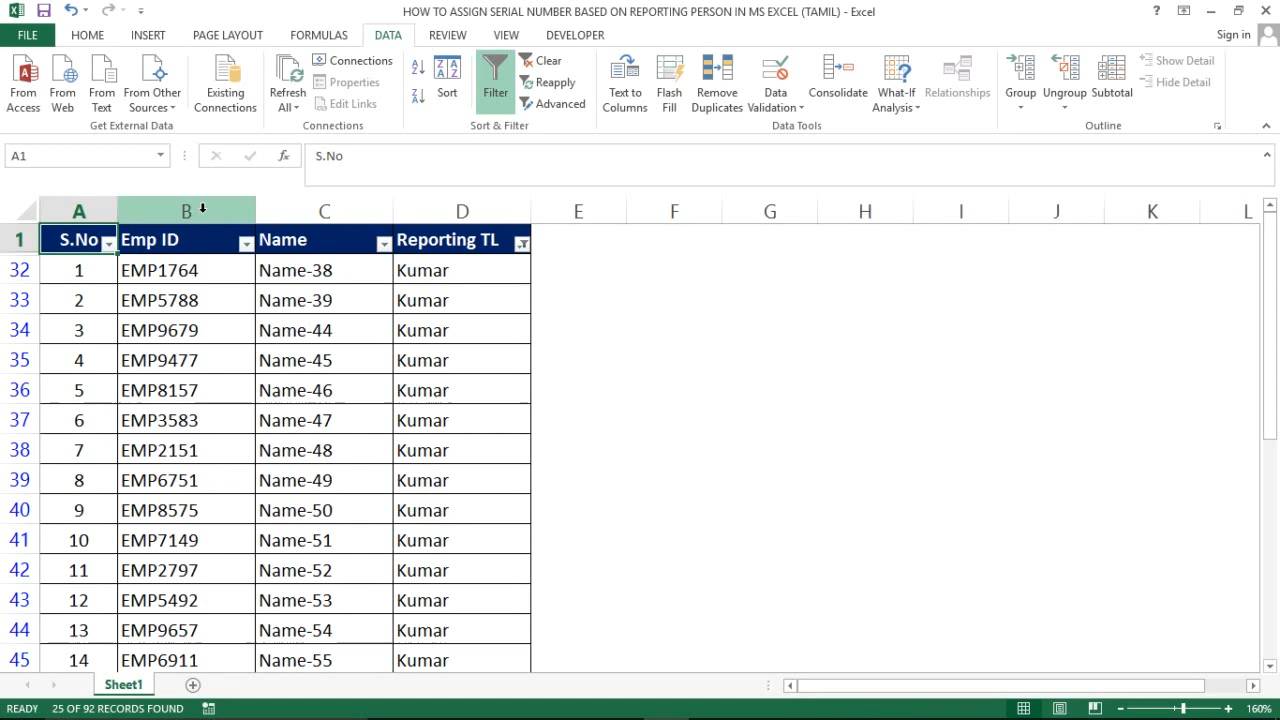 HOW TO ASSIGN SERIAL NUMBER BASED ON REPORTING PERSON IN MS EXCEL (TAMIL) - Excel
FILE HOME INSERT PAGE LAYOUT FORMULAS DATA REVIEW VIEW DEVELOPER Sign in
From Access
From Web
From Text
From Other Sources
Existing Connections
Get External Data
Refresh All
Connections
Properties
Edit Links
Connections
Sort
Filter
Clear
Reapply
Advanced
Sort & Filter
Text to Columns
Flash Fill
Remove Duplicates
Data Validation
Consolidate
What-If Analysis
Relationships
Data Tools
Group
Ungroup
Subtotal
Show Detail
Hide Detail
Outline
A1 fx S.No
A B C D E F G H I J K L
1 S.No Emp ID Name Reporting TL
32 1 EMP1764 Name-38 Kumar
33 2 EMP5788 Name-39 Kumar
34 3 EMP9679 Name-44 Kumar
35 4 EMP9477 Name-45 Kumar
36 5 EMP8157 Name-46 Kumar
37 6 EMP3583 Name-47 Kumar
38 7 EMP2151 Name-48 Kumar
39 8 EMP6751 Name-49 Kumar
40 9 EMP8575 Name-50 Kumar
41 10 EMP7149 Name-51 Kumar
42 11 EMP2797 Name-52 Kumar
43 12 EMP5492 Name-53 Kumar
44 13 EMP9657 Name-54 Kumar
45 14 EMP6911 Name-55 Kumar
Sheet1
READY 25 OF 92 RECORDS FOUND 160%